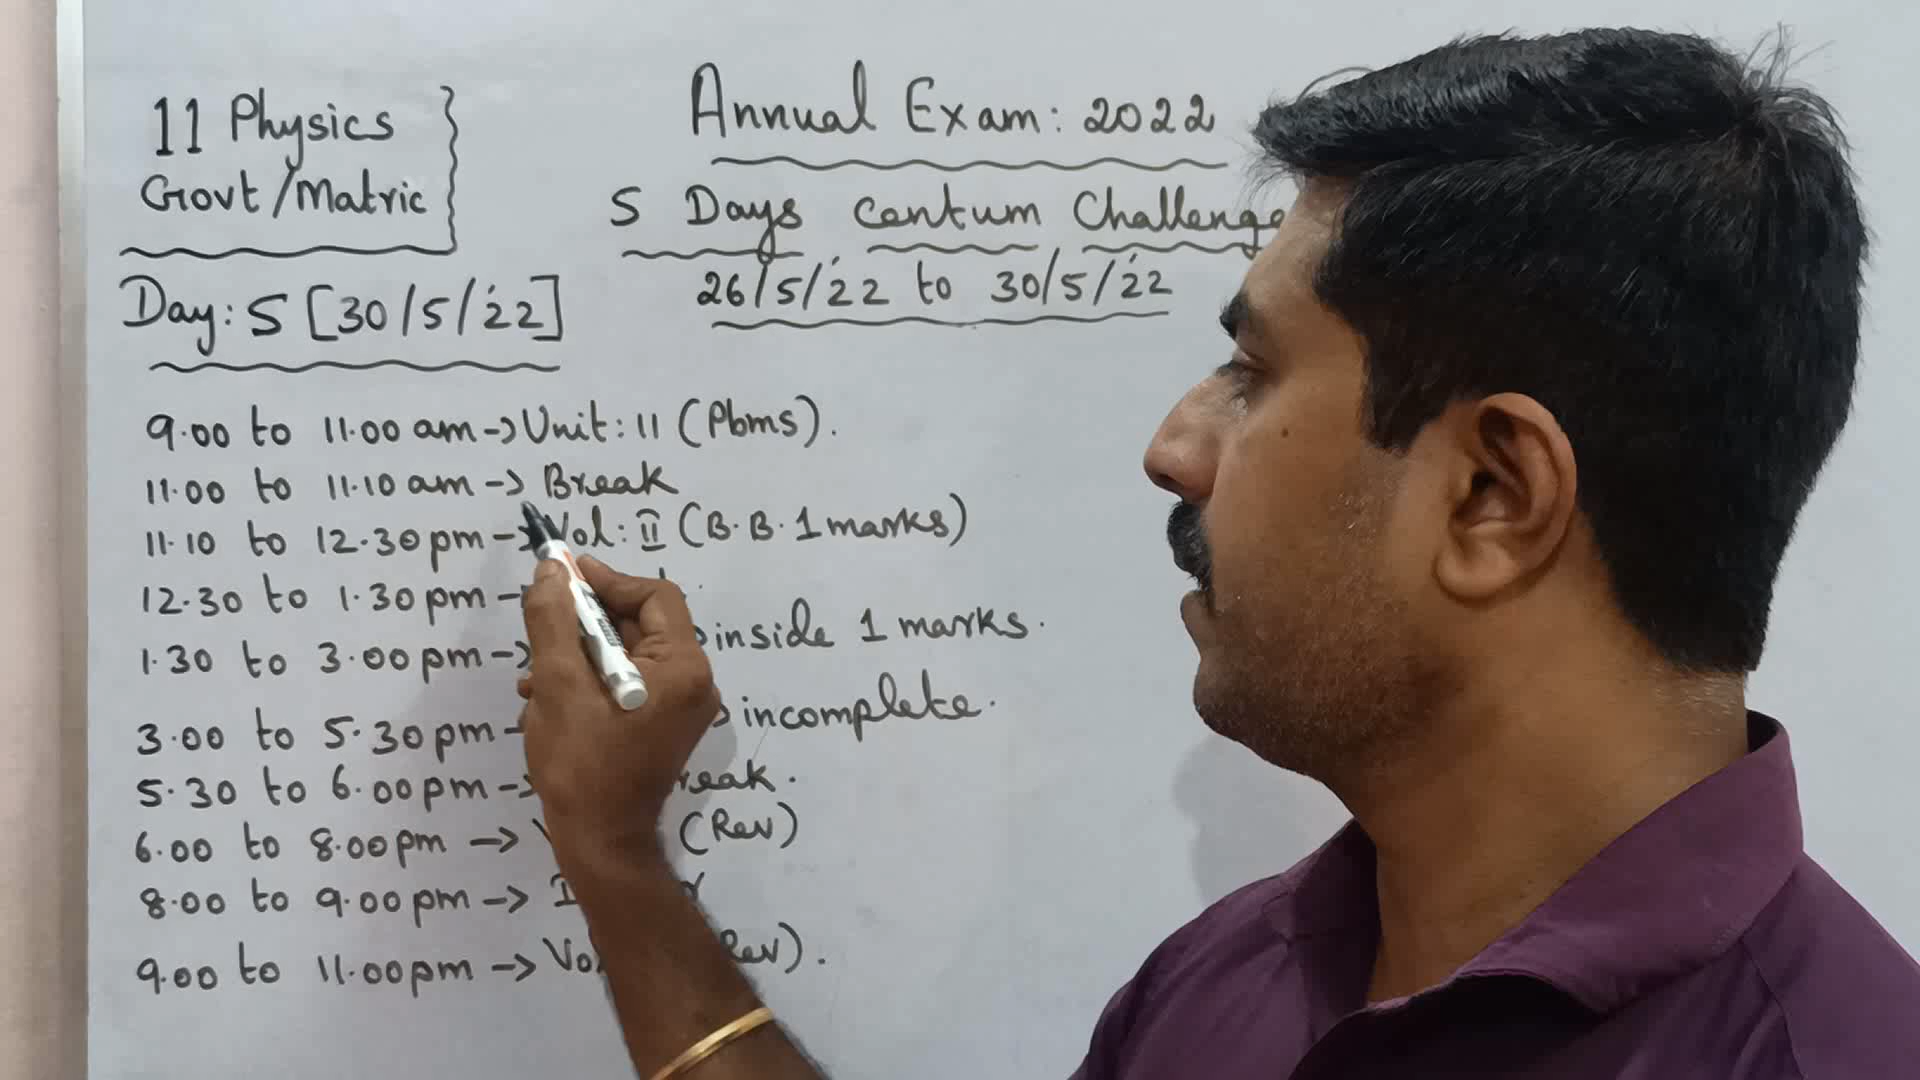 11 Physics
Govt/Matric
Annual Exam: 2022
5 Days Centum Challenge
26/5/'22 to 30/5/'22
Day: 5 [30/5/'22]
9.00 to 11.00 am -> Unit: 11 (Pbms).
11.00 to 11.10 am -> Break
11.10 to 12.30 pm -> Vol: II (B.B. 1 marks)
12.30 to 1.30 pm -
1.30 to 3.00 pm -> inside 1 marks.
3.00 to 5.30 pm - incomplete.
5.30 to 6.00 pm ->
6.00 to 8.00 pm -> (Rev)
8.00 to 9.00 pm ->
9.00 to 11.00 pm -> Rev).